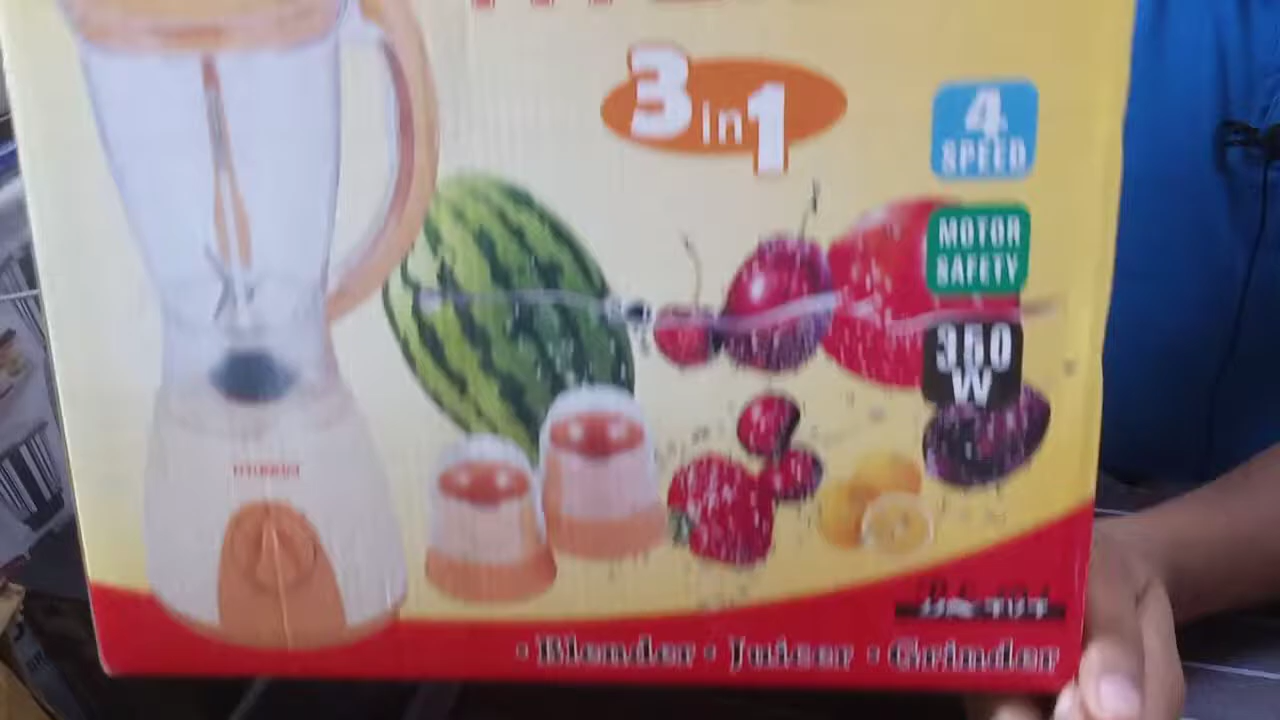 3 in 1
4
SPEED
MOTOR
SAFETY
350
W
• Blender • Juicer • Grinder